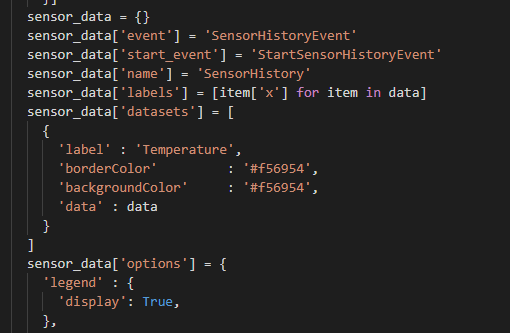 }]
sensor_data = {}
sensor_data['event'] = 'SensorHistoryEvent'
sensor_data['start_event'] = 'StartSensorHistoryEvent'
sensor_data['name'] = 'SensorHistory'
sensor_data['labels'] = [item['x'] for item in data]
sensor_data['datasets'] = [
  {
    'label' : 'Temperature',
    'borderColor'         : '#f56954',
    'backgroundColor'     : '#f56954',
    'data' : data
  }
]
sensor_data['options'] = {
  'legend' : {
    'display': True,
  },